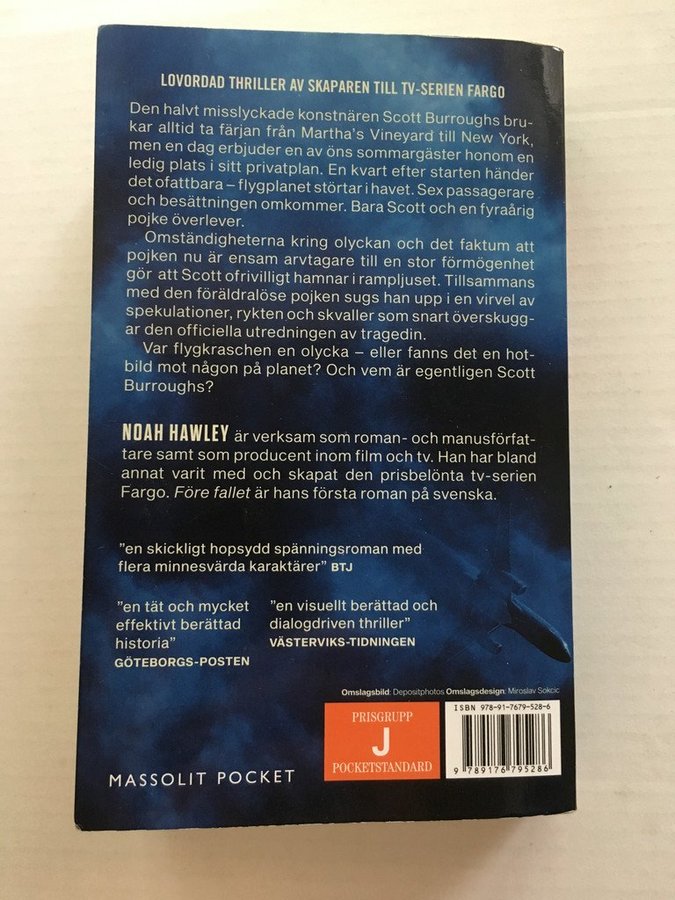 LOVORDAD THRILLER AV SKAPAREN TILL TV-SERIEN FARGO
Den halvt misslyckade konstnären Scott Burroughs bru-
kar alltid ta färjan från Martha's Vineyard till New York,
men en dag erbjuder en av öns sommargäster honom en
ledig plats i sitt privatplan. En kvart efter starten händer
det ofattbara – flygplanet störtar i havet. Sex passagerare
och besättningen omkommer. Bara Scott och en fyraårig
pojke överlever.
Omständigheterna kring olyckan och det faktum att
pojken nu är ensam arvtagare till en stor förmögenhet
gör att Scott ofrivilligt hamnar i rampljuset. Tillsammans
med den föräldralöse pojken sugs han upp i en virvel av
spekulationer, rykten och skvaller som snart överskugg-
ar den officiella utredningen av tragedin.
Var flygkraschen en olycka – eller fanns det en hot-
bild mot någon på planet? Och vem är egentligen Scott
Burroughs?
NOAH HAWLEY är verksam som roman- och manusförfat-
tare samt som producent inom film och tv. Han har bland
annat varit med och skapat den prisbelönta tv-serien
Fargo. Före fallet är hans första roman på svenska.
"en skickligt hopsydd spänningsroman med
flera minnesvärda karaktärer" BTJ
"en tät och mycket
effektivt berättad
historia"
GÖTEBORGS-POSTEN
"en visuellt berättad och
dialogdriven thriller"
VÄSTERVIKS-TIDNINGEN
Omslagsbild: Depositphotos Omslagsdesign: Miroslav Sokcic
ISBN 978-91-7679-528-6
PRISGRUPP
J
POCKETSTANDARD
9 789176 795286
MASSOLIT POCKET